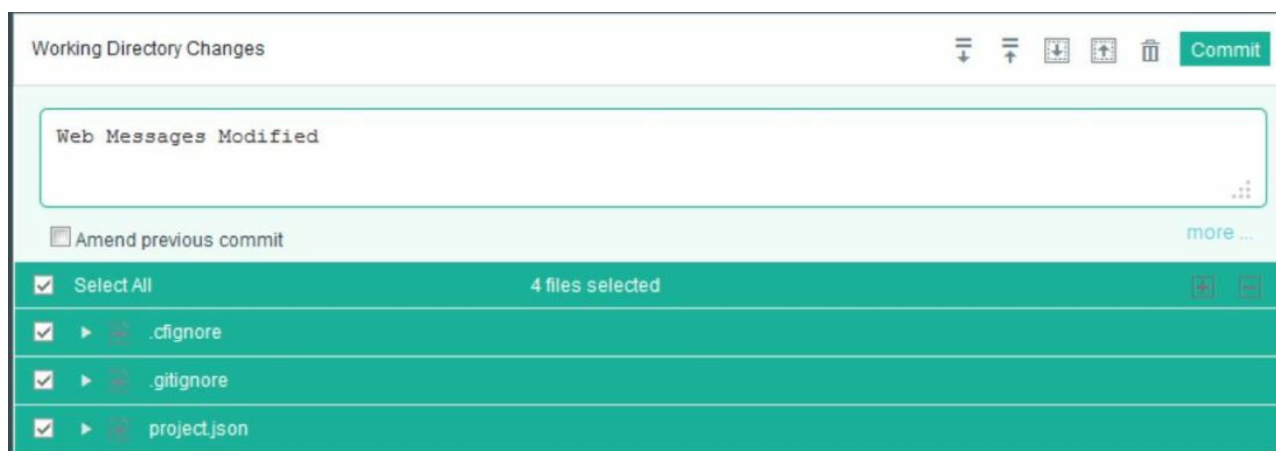 Working Directory Changes Commit
Web Messages Modified
Amend previous commit more ...
Select All 4 files selected
.cfignore
.gitignore
project.json